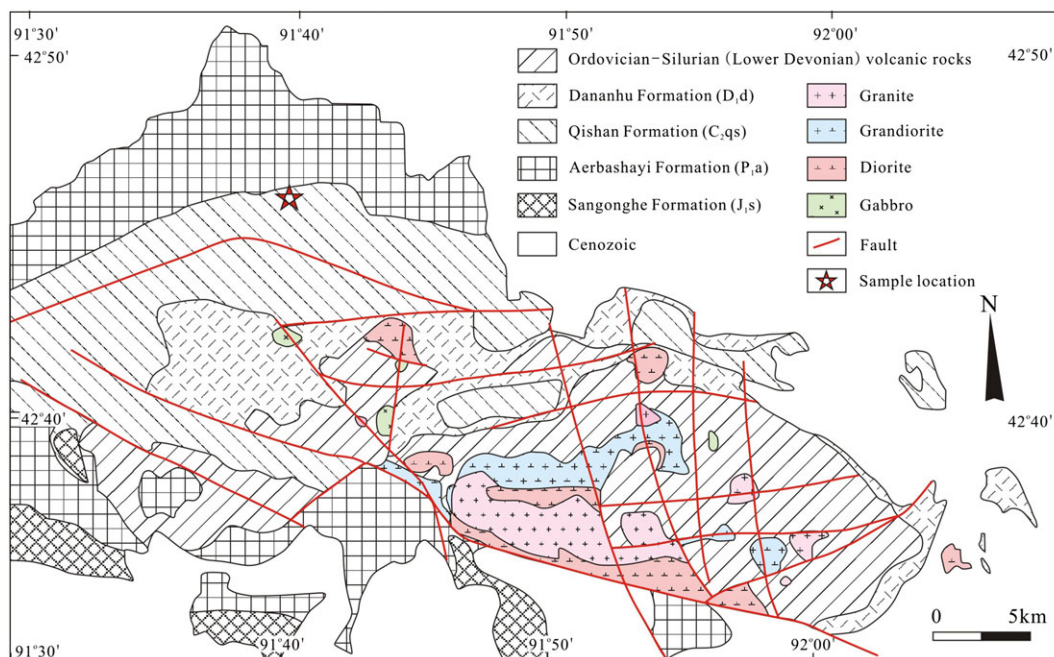 91°30' 91°40' 91°50' 92°00'
42°50' 42°50'
Ordovician-Silurian (Lower Devonian) volcanic rocks
Dananhu Formation (D₁d) Granite
Qishan Formation (C₂qs) Grandiorite
Aerbashayi Formation (P₁a) Diorite
Sangonghe Formation (J₁s) Gabbro
Cenozoic Fault
Sample location
N
42°40' 42°40'
0 5km
91°30' 91°40' 91°50' 92°00' 42°30'